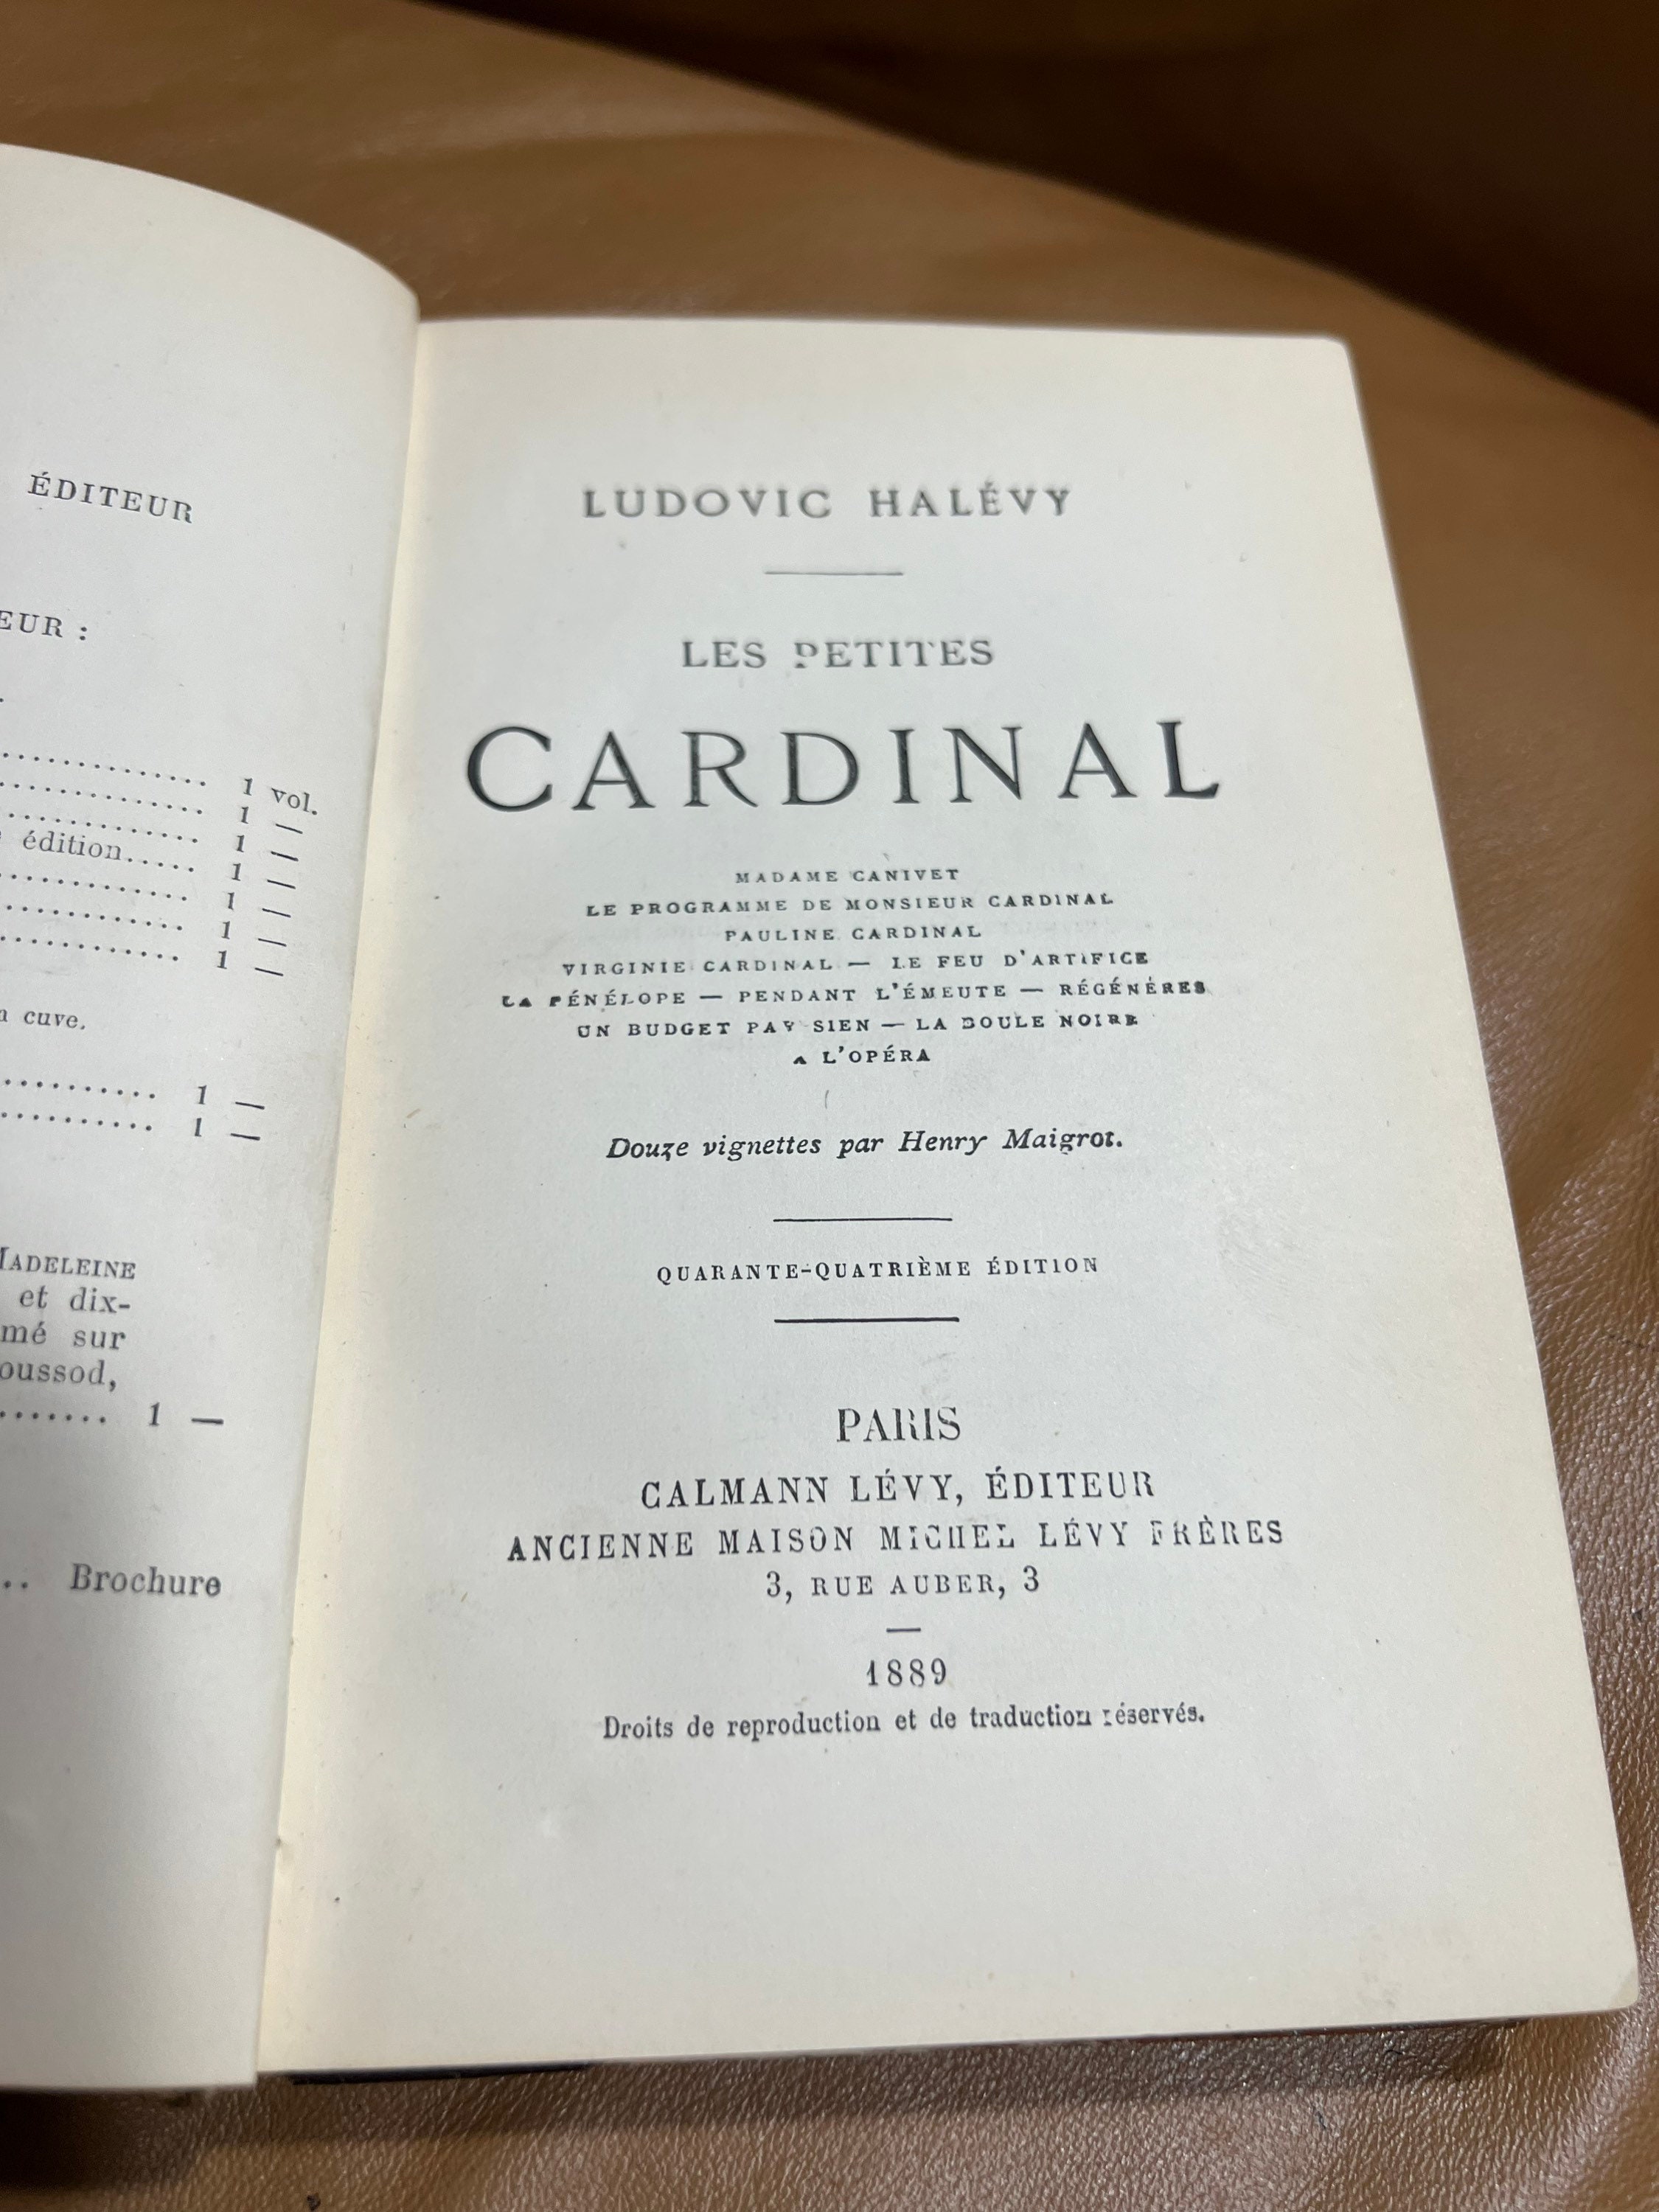 ÉDITEUR
EUR :
1 vol.
1 —
1 —
édition..... 1 —
1 —
1 —
1 —
cuve.
1 —
1 —
MADELEINE
et dix-
mé sur
oussod,
1 —
Brochure
LUDOVIC HALÉVY
LES PETITES
CARDINAL
MADAME CANIVET
LE PROGRAMME DE MONSIEUR CARDINAL
PAULINE CARDINAL
VIRGINIE CARDINAL — LE FEU D'ARTIFICE
LA PÉNÉLOPE — PENDANT L'ÉMEUTE — RÉGÉNÉRÉS
UN BUDGET PARISIEN — LA BOULE NOIRE
A L'OPÉRA
Douze vignettes par Henry Maigrot.
QUARANTE-QUATRIÈME ÉDITION
PARIS
CALMANN LÉVY, ÉDITEUR
ANCIENNE MAISON MICHEL LÉVY FRÈRES
3, RUE AUBER, 3
1889
Droits de reproduction et de traduction réservés.